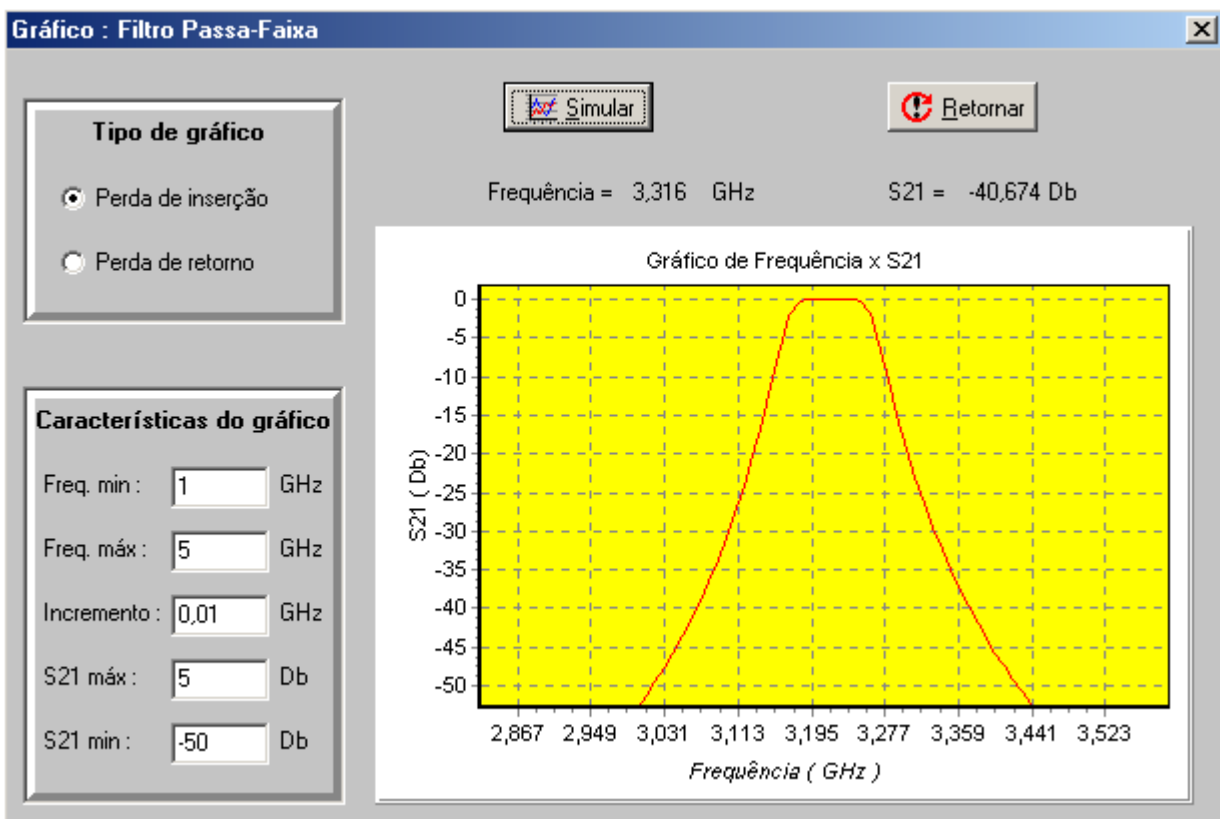 Gráfico : Filtro Passa-Faixa
Simular
Retornar
Tipo de gráfico
Perda de inserção
Perda de retorno
Frequência = 3,316 GHz
S21 = -40,674 Db
Gráfico de Frequência x S21
0
-5
-10
-15
-20
-25
-30
-35
-40
-45
-50
S21 ( Db)
2,867 2,949 3,031 3,113 3,195 3,277 3,359 3,441 3,523
Frequência ( GHz )
Características do gráfico
Freq. min : 1 GHz
Freq. máx : 5 GHz
Incremento : 0,01 GHz
S21 máx : 5 Db
S21 min : -50 Db